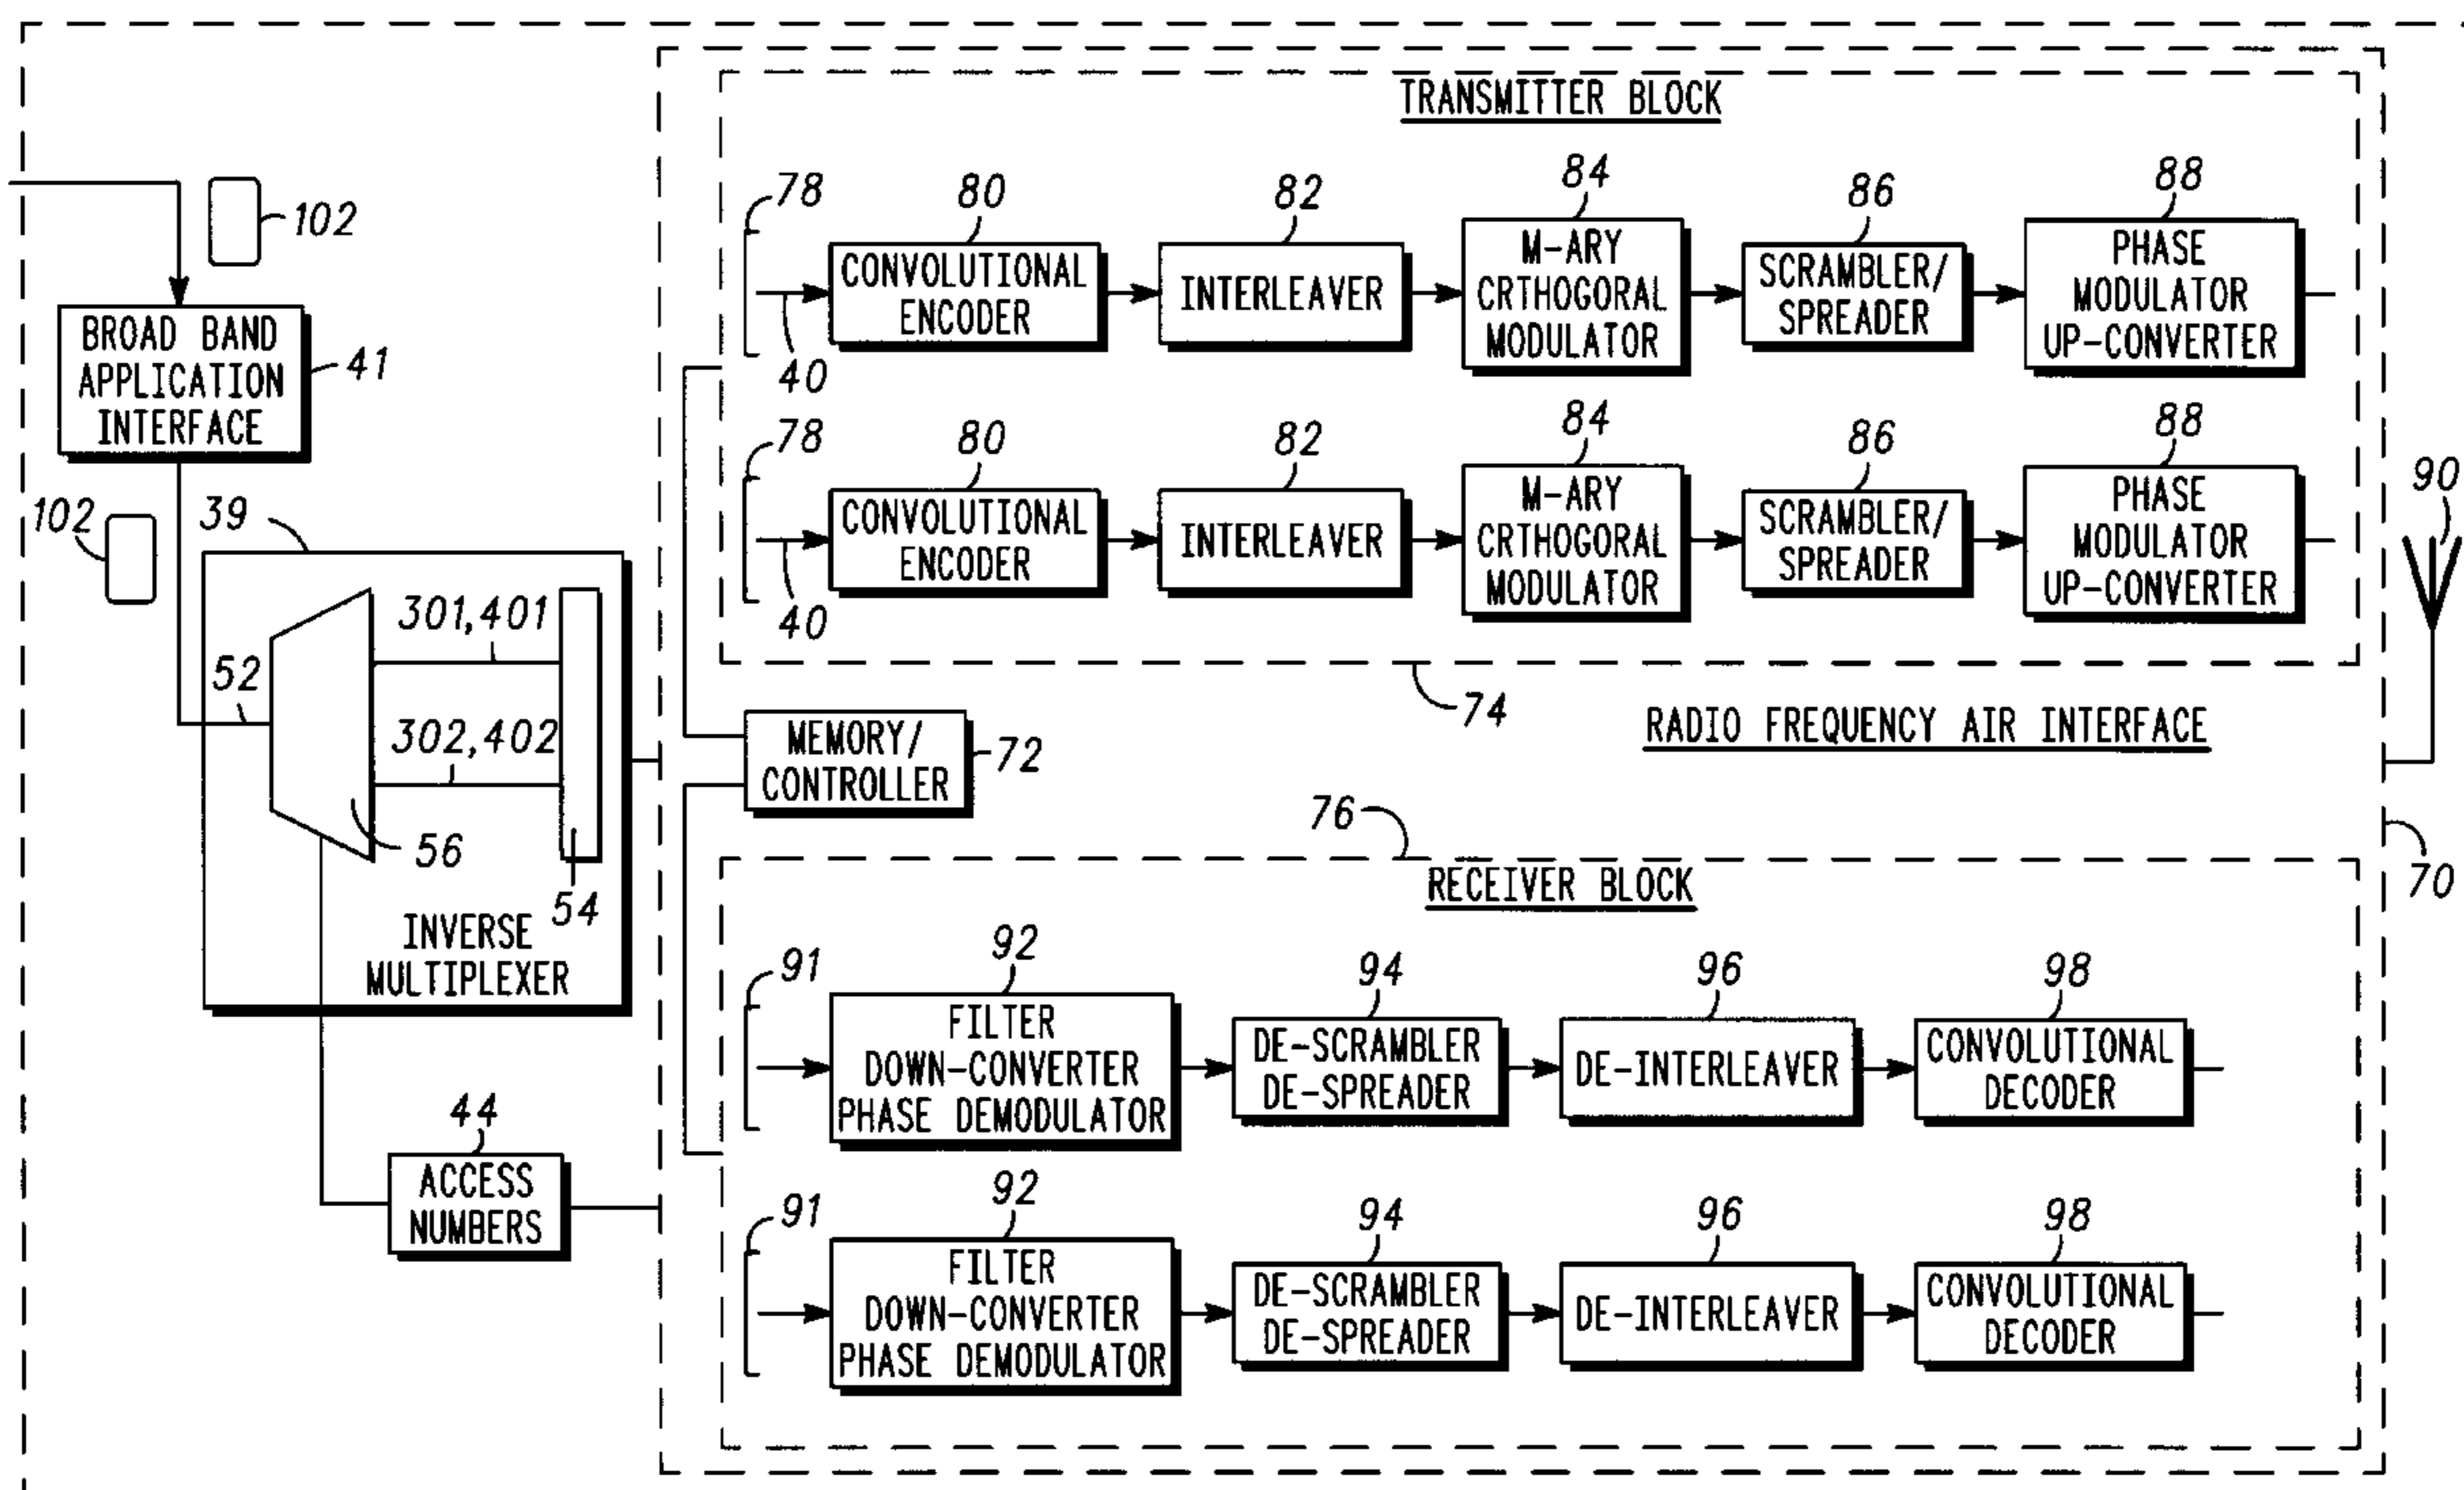 TRANSMITTER BLOCK
102
78
80
82
84
86
88
CONVOLUTIONAL
ENCODER
INTERLEAVER
M-ARY
CRTHOGORAL
MODULATOR
SCRAMBLER/
SPREADER
PHASE
MODULATOR
UP-CONVERTER
40
BROAD BAND
APPLICATION
INTERFACE
41
78
80
82
84
86
88
CONVOLUTIONAL
ENCODER
INTERLEAVER
M-ARY
CRTHOGORAL
MODULATOR
SCRAMBLER/
SPREADER
PHASE
MODULATOR
UP-CONVERTER
40
90
102
39
301,401
52
302,402
56
54
INVERSE
MULTIPLEXER
74
RADIO FREQUENCY AIR INTERFACE
MEMORY/
CONTROLLER
72
76
70
RECEIVER BLOCK
91
92
94
96
98
FILTER
DOWN-CONVERTER
PHASE DEMODULATOR
DE-SCRAMBLER
DE-SPREADER
DE-INTERLEAVER
CONVOLUTIONAL
DECODER
44
ACCESS
NUMBERS
91
92
94
96
98
FILTER
DOWN-CONVERTER
PHASE DEMODULATOR
DE-SCRAMBLER
DE-SPREADER
DE-INTERLEAVER
CONVOLUTIONAL
DECODER